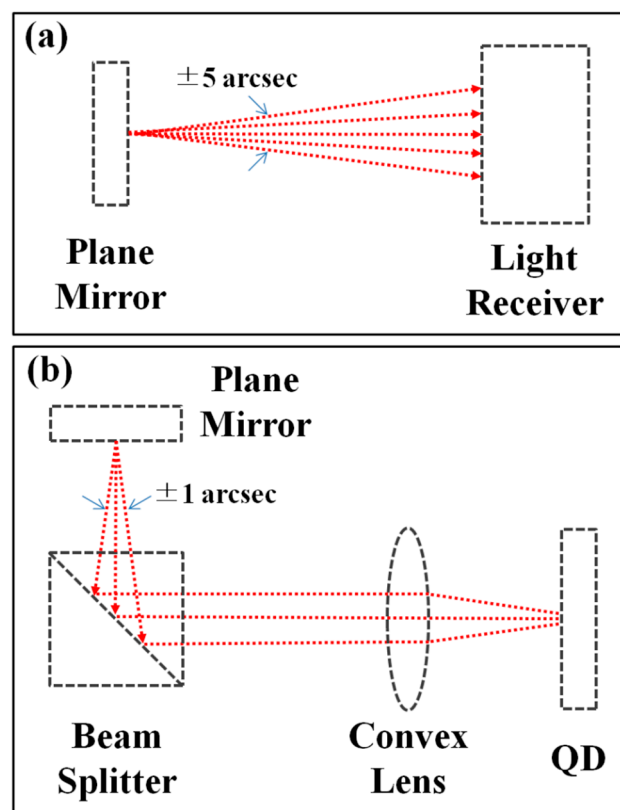 (a)
±5 arcsec
Plane
Mirror
Light
Receiver
(b)
Plane
Mirror
±1 arcsec
Beam
Splitter
Convex
Lens
QD